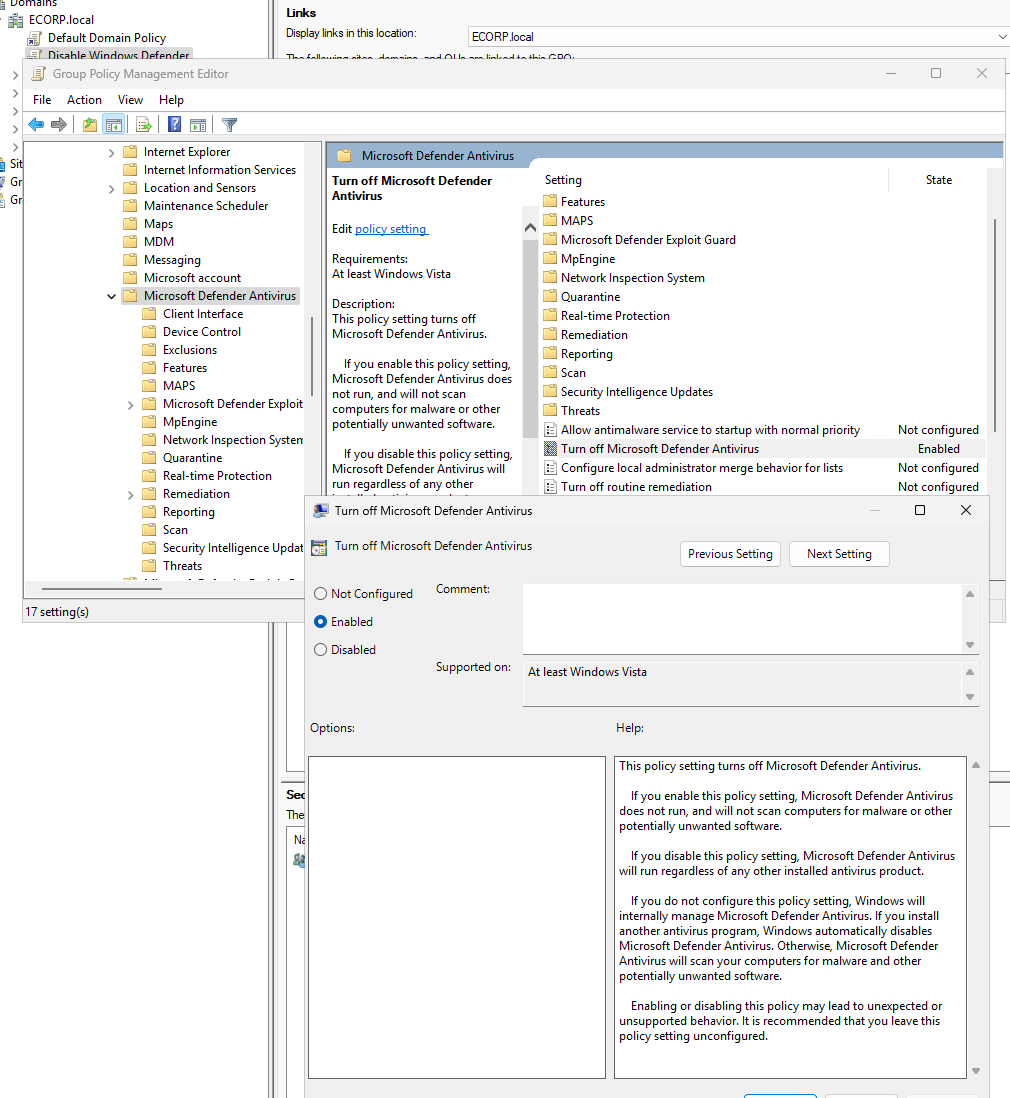 Domains
ECORP.local
Default Domain Policy
Disable Windows Defender
Links
Display links in this location:
ECORP.local
The following sites, domains, and OUs are linked to this GPO:
Sit
Gr
Gr
Group Policy Management Editor
File Action View Help
Internet Explorer
Internet Information Services
Location and Sensors
Maintenance Scheduler
Maps
MDM
Messaging
Microsoft account
Microsoft Defender Antivirus
Client Interface
Device Control
Exclusions
Features
MAPS
Microsoft Defender Exploit
MpEngine
Network Inspection System
Quarantine
Real-time Protection
Remediation
Reporting
Scan
Security Intelligence Updat
Threats
17 setting(s)
Microsoft Defender Antivirus
Turn off Microsoft Defender
Antivirus
Edit policy setting
Requirements:
At least Windows Vista
Description:
This policy setting turns off
Microsoft Defender Antivirus.
If you enable this policy setting,
Microsoft Defender Antivirus does
not run, and will not scan
computers for malware or other
potentially unwanted software.
If you disable this policy setting,
Microsoft Defender Antivirus will
run regardless of any other
Setting State
Features
MAPS
Microsoft Defender Exploit Guard
MpEngine
Network Inspection System
Quarantine
Real-time Protection
Remediation
Reporting
Scan
Security Intelligence Updates
Threats
Allow antimalware service to startup with normal priority Not configured
Turn off Microsoft Defender Antivirus Enabled
Configure local administrator merge behavior for lists Not configured
Turn off routine remediation Not configured
Turn off Microsoft Defender Antivirus
Turn off Microsoft Defender Antivirus
Previous Setting Next Setting
Not Configured
Enabled
Disabled
Comment:
Supported on:
At least Windows Vista
Options:
Help:
This policy setting turns off Microsoft Defender Antivirus.
If you enable this policy setting, Microsoft Defender Antivirus
does not run, and will not scan computers for malware or other
potentially unwanted software.
If you disable this policy setting, Microsoft Defender Antivirus
will run regardless of any other installed antivirus product.
If you do not configure this policy setting, Windows will
internally manage Microsoft Defender Antivirus. If you install
another antivirus program, Windows automatically disables
Microsoft Defender Antivirus. Otherwise, Microsoft Defender
Antivirus will scan your computers for malware and other
potentially unwanted software.
Enabling or disabling this policy may lead to unexpected or
unsupported behavior. It is recommended that you leave this
policy setting unconfigured.
Sec
The
Na